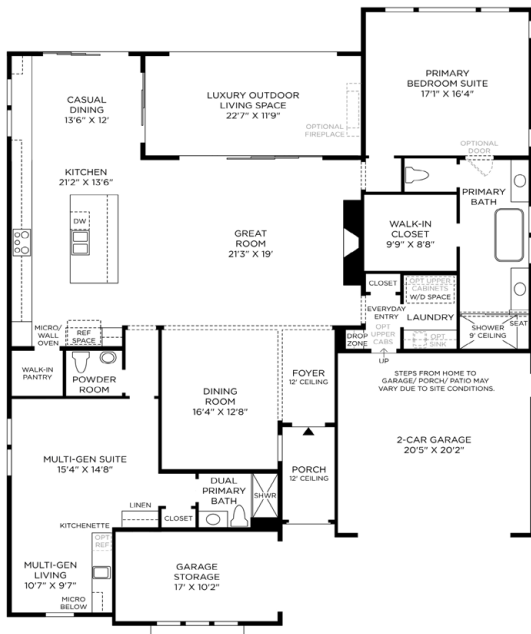 PRIMARY
BEDROOM SUITE
17'1" X 16'4"
CASUAL
DINING
13'6" X 12'
LUXURY OUTDOOR
LIVING SPACE
22'7" X 11'9"
OPTIONAL
FIREPLACE
OPTIONAL
DOOR
KITCHEN
21'2" X 13'6"
PRIMARY
BATH
DW
GREAT
ROOM
21'3" X 19'
WALK-IN
CLOSET
9'9" X 8'8"
CLOSET
OPT UPPER
CABINETS
W/D SPACE
EVERYDAY
ENTRY
LAUNDRY
OPT
UPPER
CABS
OPT
SINK
DROP
ZONE
UP
SEAT
SHOWER
9' CEILING
MICRO/
WALL
OVEN
REF
SPACE
WALK-IN
PANTRY
POWDER
ROOM
DINING
ROOM
16'4" X 12'8"
FOYER
12' CEILING
STEPS FROM HOME TO
GARAGE/ PORCH/ PATIO MAY
VARY DUE TO SITE CONDITIONS.
2-CAR GARAGE
20'5" X 20'2"
MULTI-GEN SUITE
15'4" X 14'8"
PORCH
12' CEILING
DUAL
PRIMARY
BATH
SHWR
LINEN
CLOSET
KITCHENETTE
OPT
REF
MULTI-GEN
LIVING
10'7" X 9'7"
MICRO
BELOW
GARAGE
STORAGE
17' X 10'2"